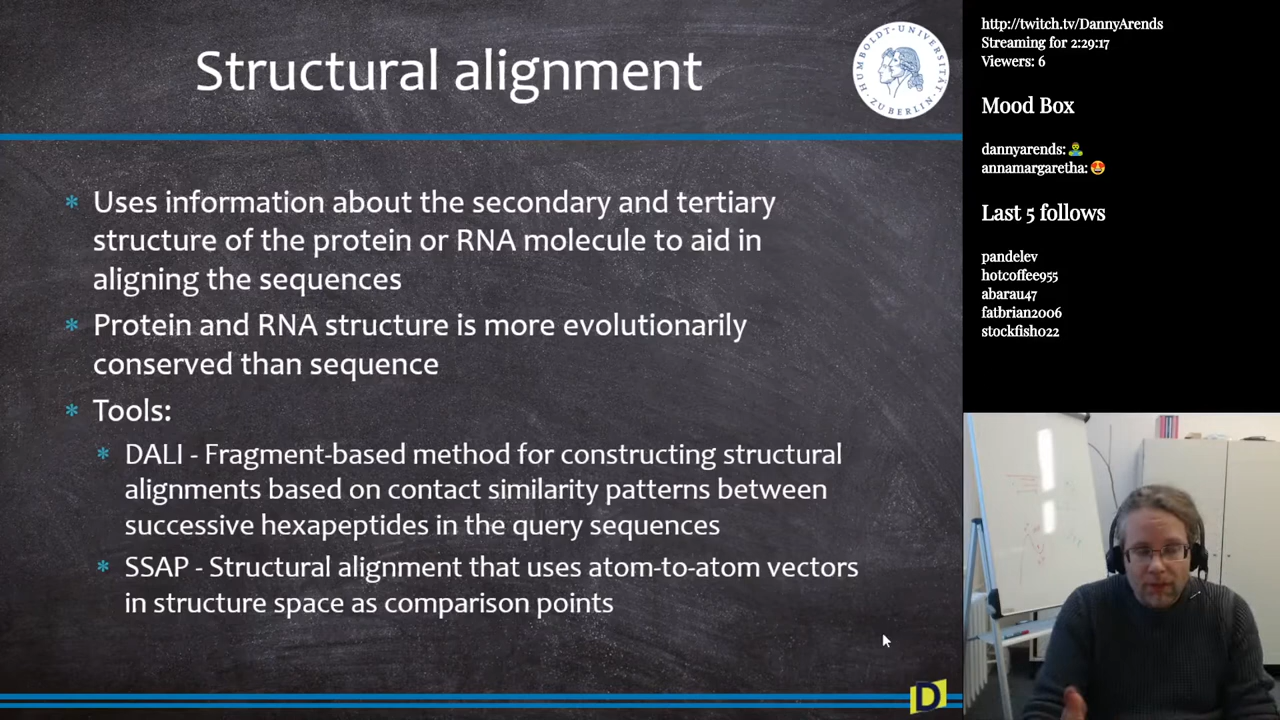 Structural alignment
HUMBOLDT-UNIVERSITÄT
ZU BERLIN
* Uses information about the secondary and tertiary
structure of the protein or RNA molecule to aid in
aligning the sequences
* Protein and RNA structure is more evolutionarily
conserved than sequence
* Tools:
* DALI - Fragment-based method for constructing structural
alignments based on contact similarity patterns between
successive hexapeptides in the query sequences
* SSAP - Structural alignment that uses atom-to-atom vectors
in structure space as comparison points
D
http://twitch.tv/DannyArends
Streaming for 2:29:17
Viewers: 6
Mood Box
dannyarends: 🧟‍♂️
annamargaretha: 😍
Last 5 follows
pandelev
hotcoffee955
abarau47
fatbrian2006
stockfish022